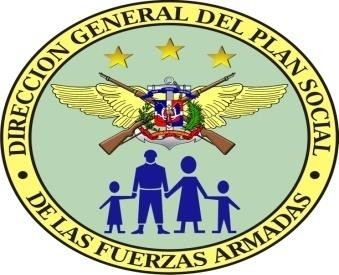 DIRECCION GENERAL DEL PLAN SOCIAL
DE LAS FUERZAS ARMADAS